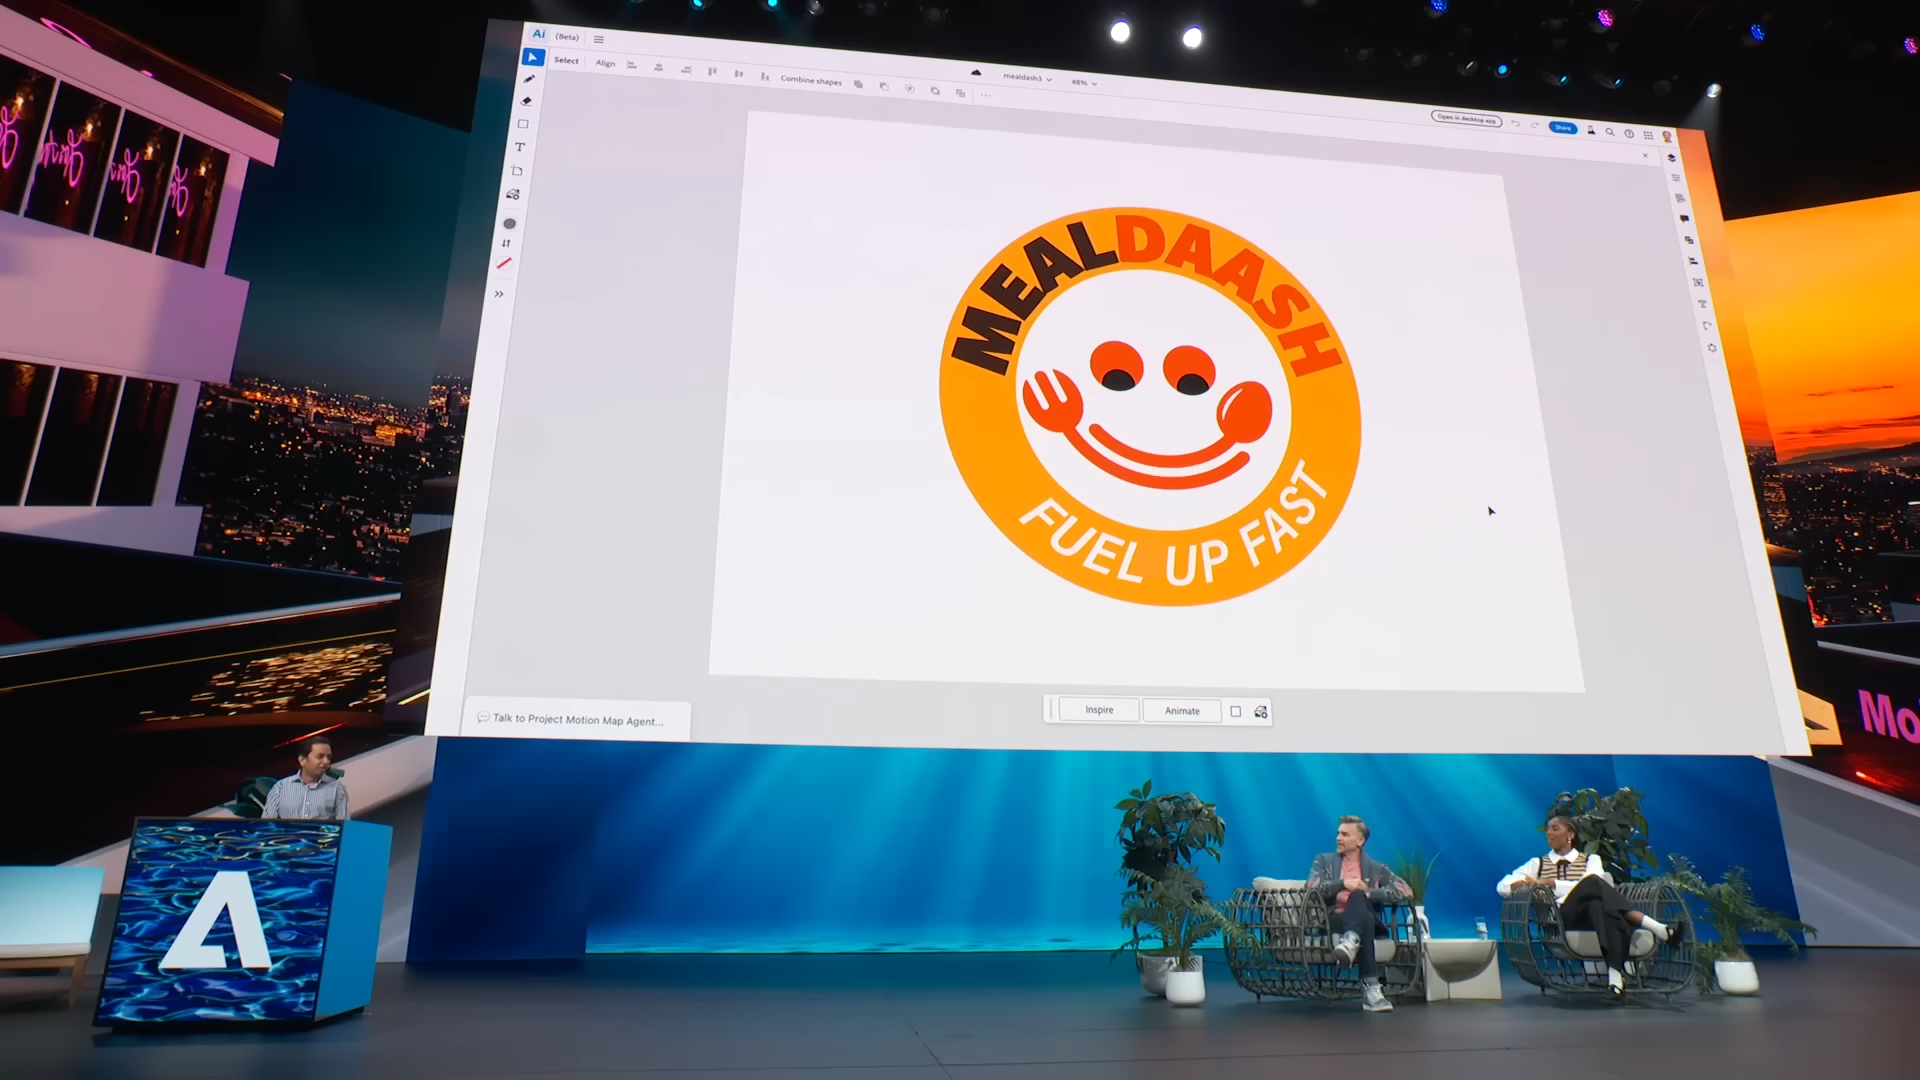 Ai (Beta)
Select Align Combine shapes
mealdash3 48%
Open in desktop app
Share
MEALDAASH
FUEL UP FAST
Talk to Project Motion Map Agent...
Inspire Animate
Mo